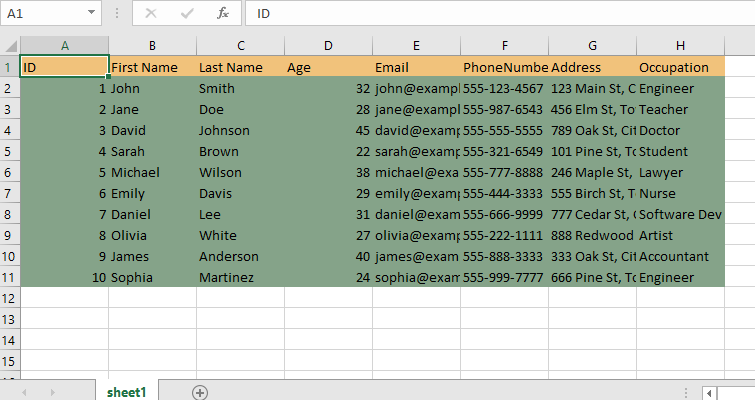 A1 fx ID
A B C D E F G H
1 ID First Name Last Name Age Email PhoneNumbe Address Occupation
2 1 John Smith 32 john@exampl 555-123-4567 123 Main St, C Engineer
3 2 Jane Doe 28 jane@exampl 555-987-6543 456 Elm St, To Teacher
4 3 David Johnson 45 david@examp 555-555-5555 789 Oak St, Cit Doctor
5 4 Sarah Brown 22 sarah@examp 555-321-6549 101 Pine St, To Student
6 5 Michael Wilson 38 michael@exa 555-777-8888 246 Maple St, Lawyer
7 6 Emily Davis 29 emily@examp 555-444-3333 555 Birch St, T Nurse
8 7 Daniel Lee 31 daniel@exam 555-666-9999 777 Cedar St, Software Dev
9 8 Olivia White 27 olivia@exam 555-222-1111 888 Redwood Artist
10 9 James Anderson 40 james@exam 555-888-3333 333 Oak St, Cit Accountant
11 10 Sophia Martinez 24 sophia@exam 555-999-7777 666 Pine St, To Engineer
12
13
14
15
sheet1